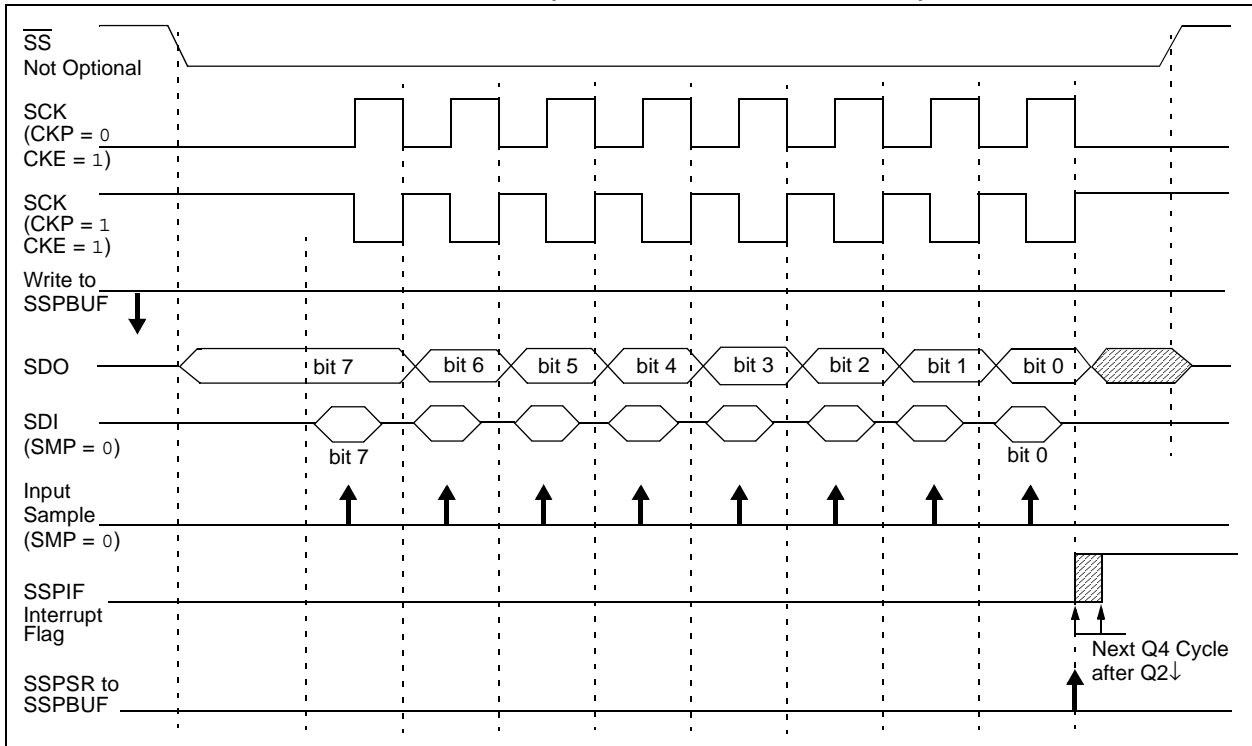 SS
Not Optional
SCK
(CKP = 0
CKE = 1)
SCK
(CKP = 1
CKE = 1)
Write to
SSPBUF
SDO
bit 7
bit 6
bit 5
bit 4
bit 3
bit 2
bit 1
bit 0
SDI
(SMP = 0)
bit 7
bit 0
Input
Sample
(SMP = 0)
SSPIF
Interrupt
Flag
Next Q4 Cycle
after Q2↓
SSPSR to
SSPBUF